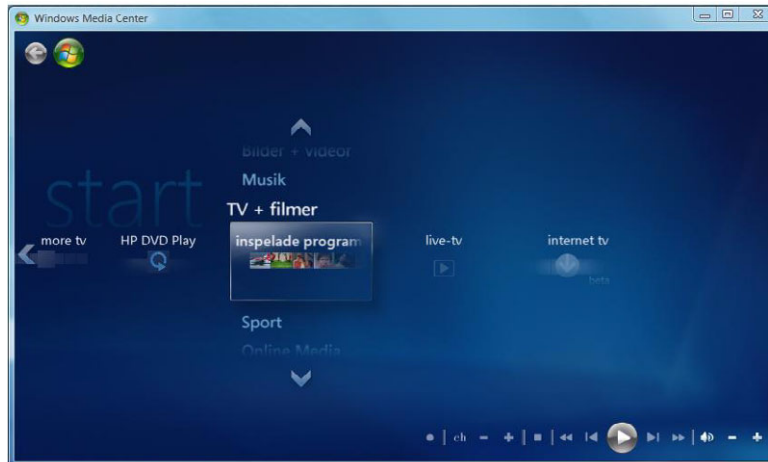 Windows Media Center
start
Bilder + videor
Musik
TV + filmer
more tv
HP DVD Play
inspelade program
live-tv
internet tv
beta
Sport
Online Media
ch